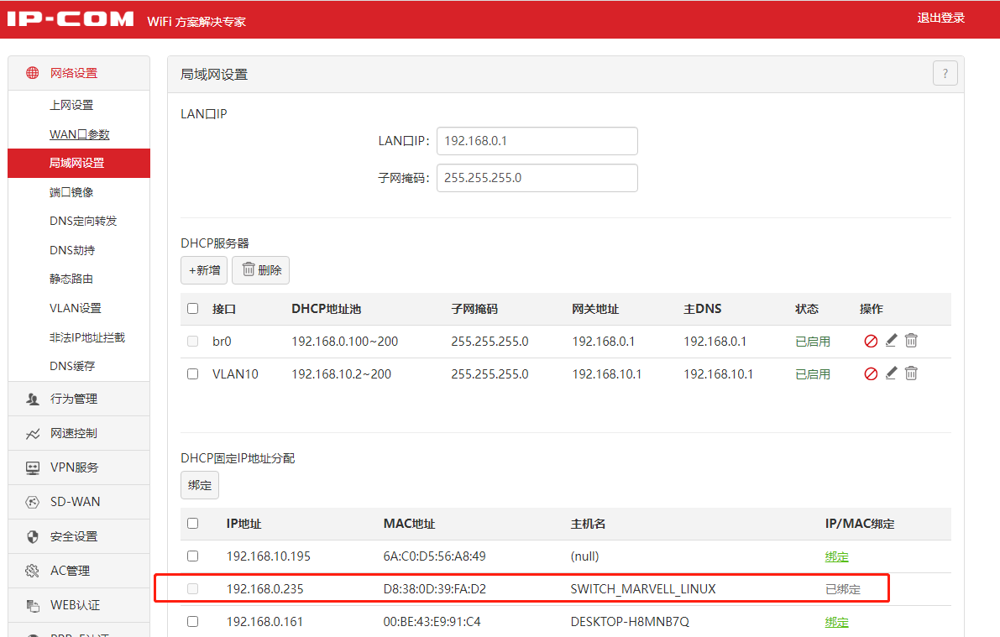 IP-COM WiFi 方案解决专家 退出登录
网络设置
上网设置
WAN口参数
局域网设置
端口镜像
DNS定向转发
DNS劫持
静态路由
VLAN设置
非法IP地址拦截
DNS缓存
行为管理
网速控制
VPN服务
SD-WAN
安全设置
AC管理
WEB认证
局域网设置 ?
LAN口IP
LAN口IP: 192.168.0.1
子网掩码: 255.255.255.0
DHCP服务器
+新增 删除
接口 DHCP地址池 子网掩码 网关地址 主DNS 状态 操作
br0 192.168.0.100~200 255.255.255.0 192.168.0.1 192.168.0.1 已启用
VLAN10 192.168.10.2~200 255.255.255.0 192.168.10.1 192.168.10.1 已启用
DHCP固定IP地址分配
绑定
IP地址 MAC地址 主机名 IP/MAC绑定
192.168.10.195 6A:C0:D5:56:A8:49 (null) 绑定
192.168.0.235 D8:38:0D:39:FA:D2 SWITCH_MARVELL_LINUX 已绑定
192.168.0.161 00:BE:43:E9:91:C4 DESKTOP-H8MNB7Q 绑定